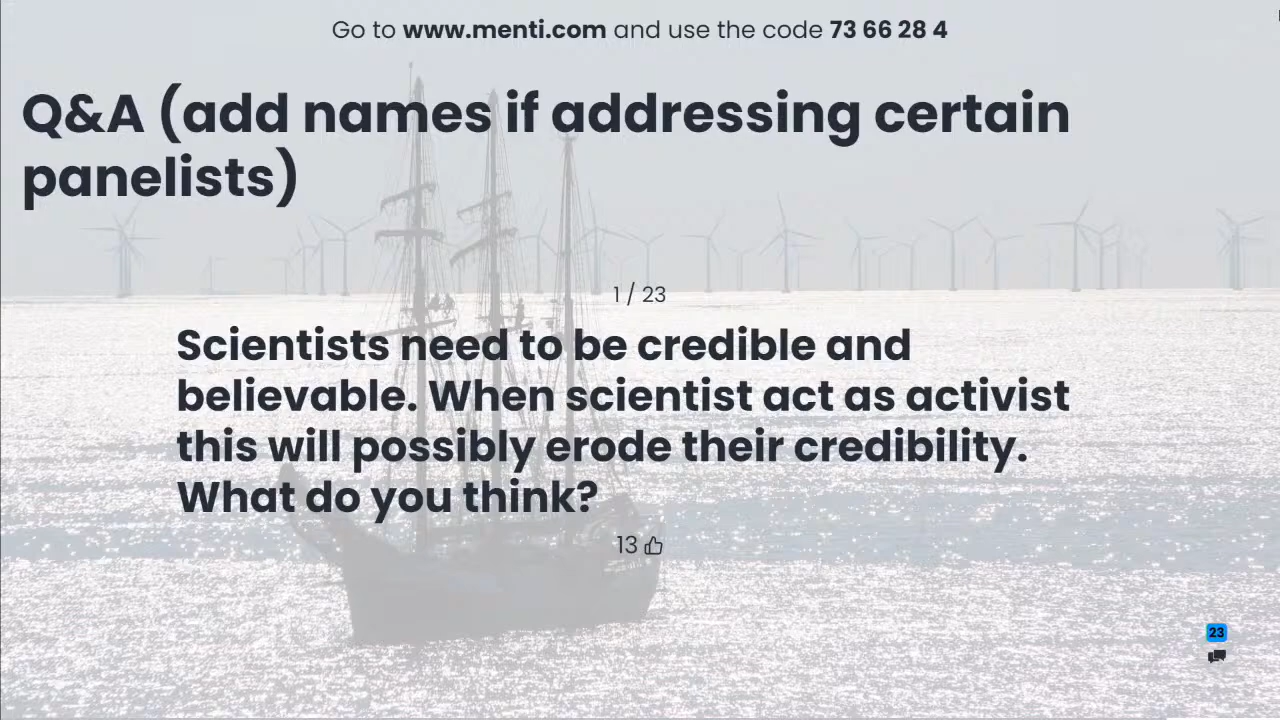 Go to www.menti.com and use the code 73 66 28 4
Q&A (add names if addressing certain
panelists)
1 / 23
Scientists need to be credible and
believable. When scientist act as activist
this will possibly erode their credibility.
What do you think?
13
23